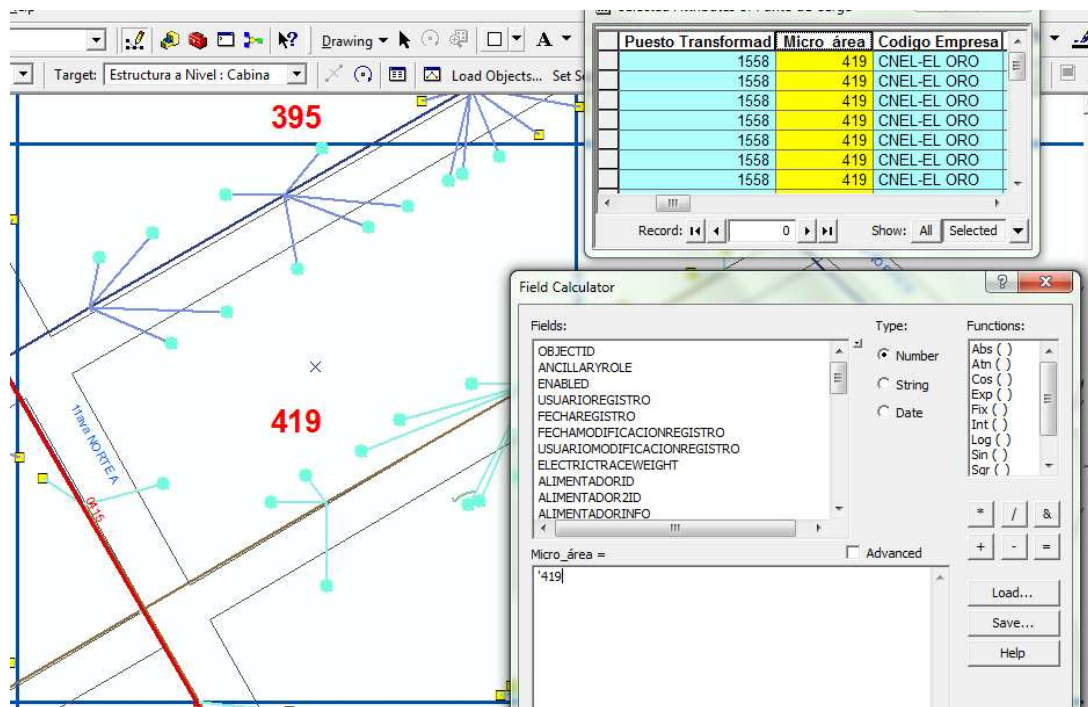 Drawing
A
Target: Estructura a Nivel : Cabina
Load Objects...
Set
Puesto Transformad Micro_área Codigo Empresa
1558 419 CNEL-EL ORO
1558 419 CNEL-EL ORO
1558 419 CNEL-EL ORO
1558 419 CNEL-EL ORO
1558 419 CNEL-EL ORO
1558 419 CNEL-EL ORO
1558 419 CNEL-EL ORO
Record: 0 Show: All Selected
395
419
11ava NORTE A
0415
Field Calculator
Fields:
OBJECTID
ANCILLARYROLE
ENABLED
USUARIOREGISTRO
FECHAREGISTRO
FECHAMODIFICACIONREGISTRO
USUARIOMODIFICACIONREGISTRO
ELECTRICTRACEWEIGHT
ALIMENTADORID
ALIMENTADOR2ID
ALIMENTADORINFO
Type:
Number
String
Date
Functions:
Abs ( )
Atn ( )
Cos ( )
Exp ( )
Fix ( )
Int ( )
Log ( )
Sin ( )
Sqr ( )
* / &
+ - =
Micro_área =
Advanced
'419
Load...
Save...
Help